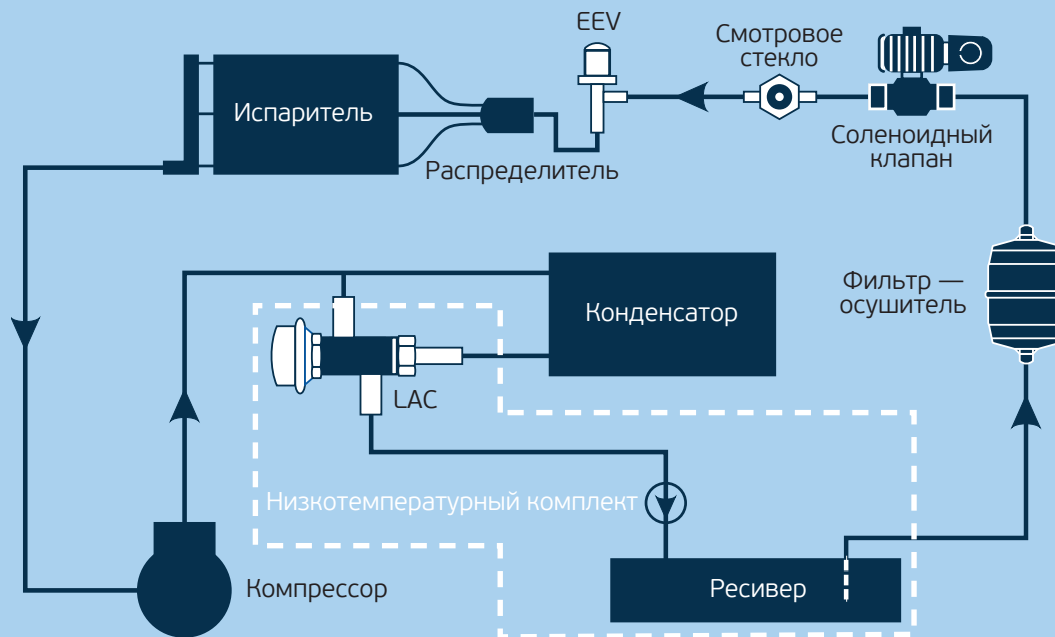 EEV
Смотровое
стекло
Испаритель
Соленоидный
клапан
Распределитель
Фильтр —
осушитель
Конденсатор
LAC
Низкотемпературный комплект
Компрессор
Ресивер